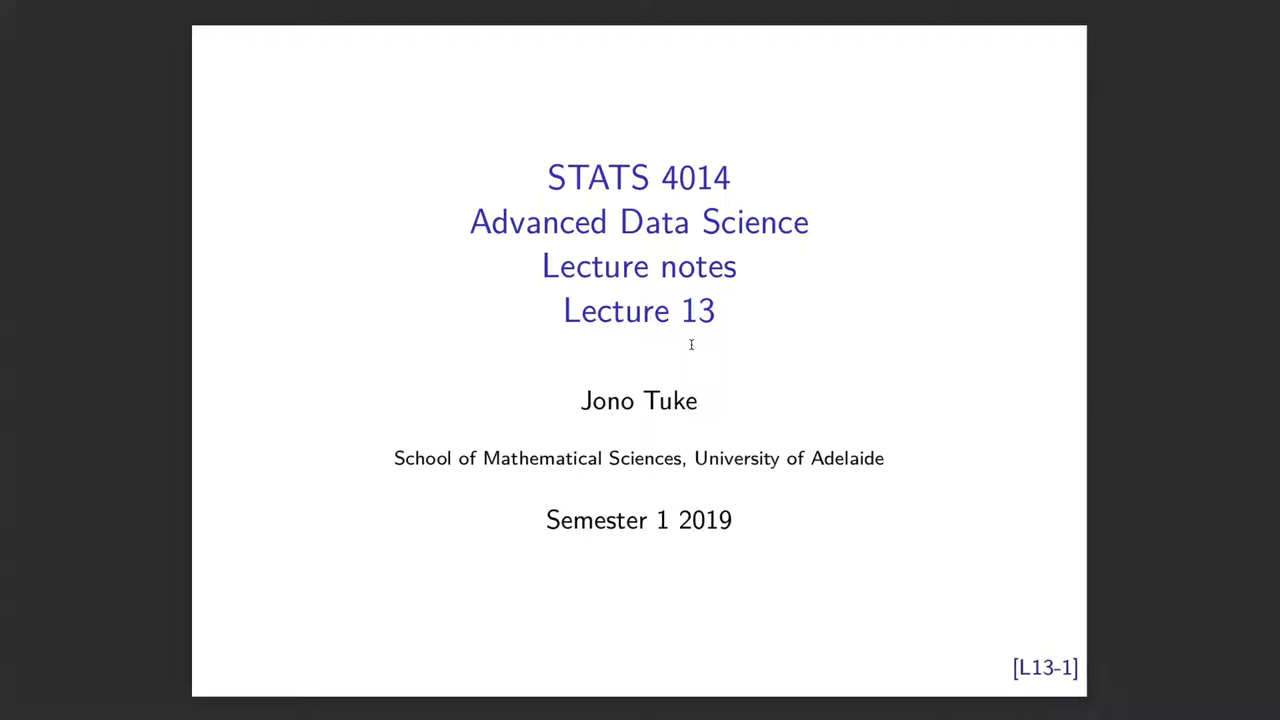 STATS 4014
Advanced Data Science
Lecture notes
Lecture 13
Jono Tuke
School of Mathematical Sciences, University of Adelaide
Semester 1 2019
[L13-1]